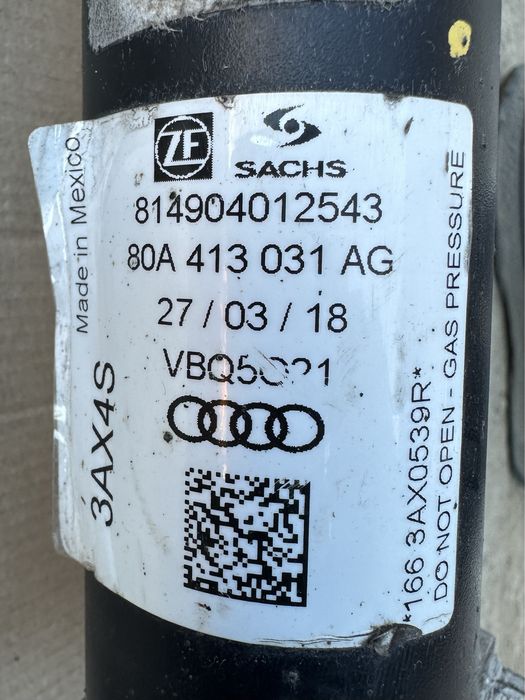 ZF
SACHS
814904012543
80A 413 031 AG
27 / 03 / 18
Made in Mexico
3AX4S
*166 3AX0539R*
DO NOT OPEN - GAS PRESSURE